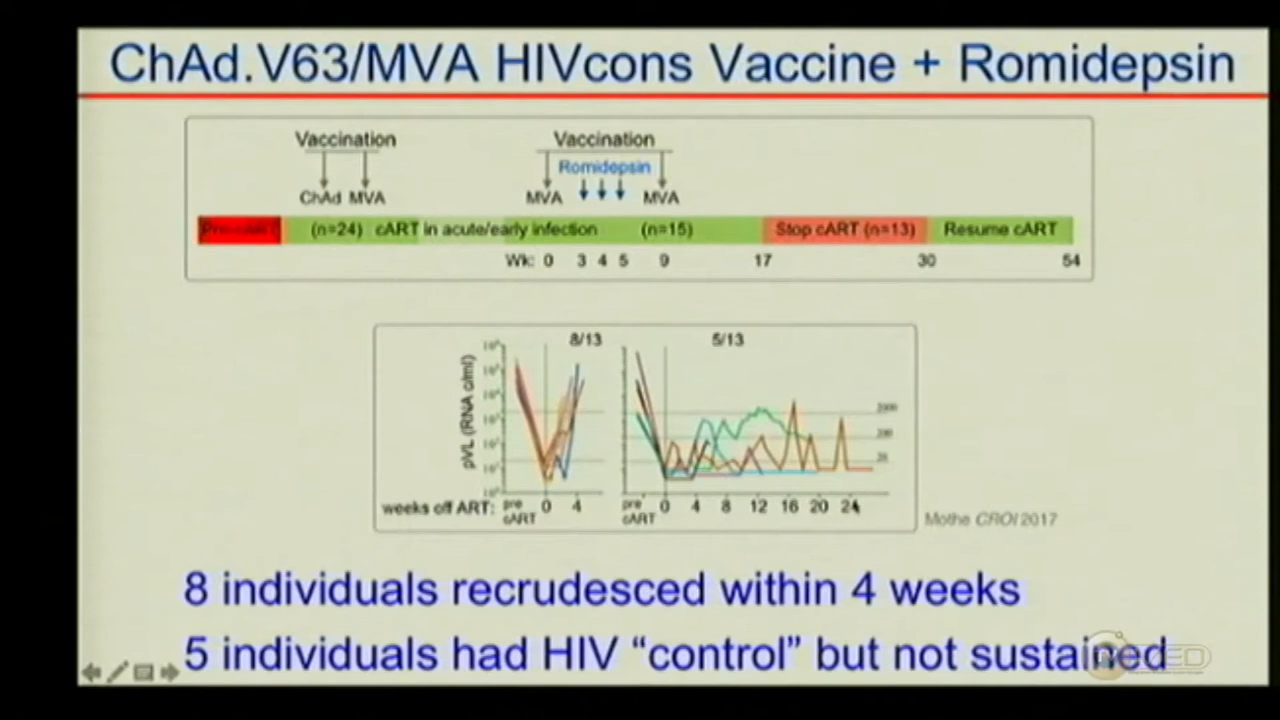 ChAd.V63/MVA HIVcons Vaccine + Romidepsin
Vaccination Vaccination
Romidepsin
ChAd MVA MVA MVA
Pre-cART (n=24) cART in acute/early infection (n=15) Stop cART (n=13) Resume cART
Wk: 0 3 4 5 9 17 30 54
8/13 5/13
pVL (RNA c/ml)
2000
200
20
weeks off ART: pre cART 0 4 pre cART 0 4 8 12 16 20 24
Mothe CROI 2017
8 individuals recrudesced within 4 weeks
5 individuals had HIV “control” but not sustained